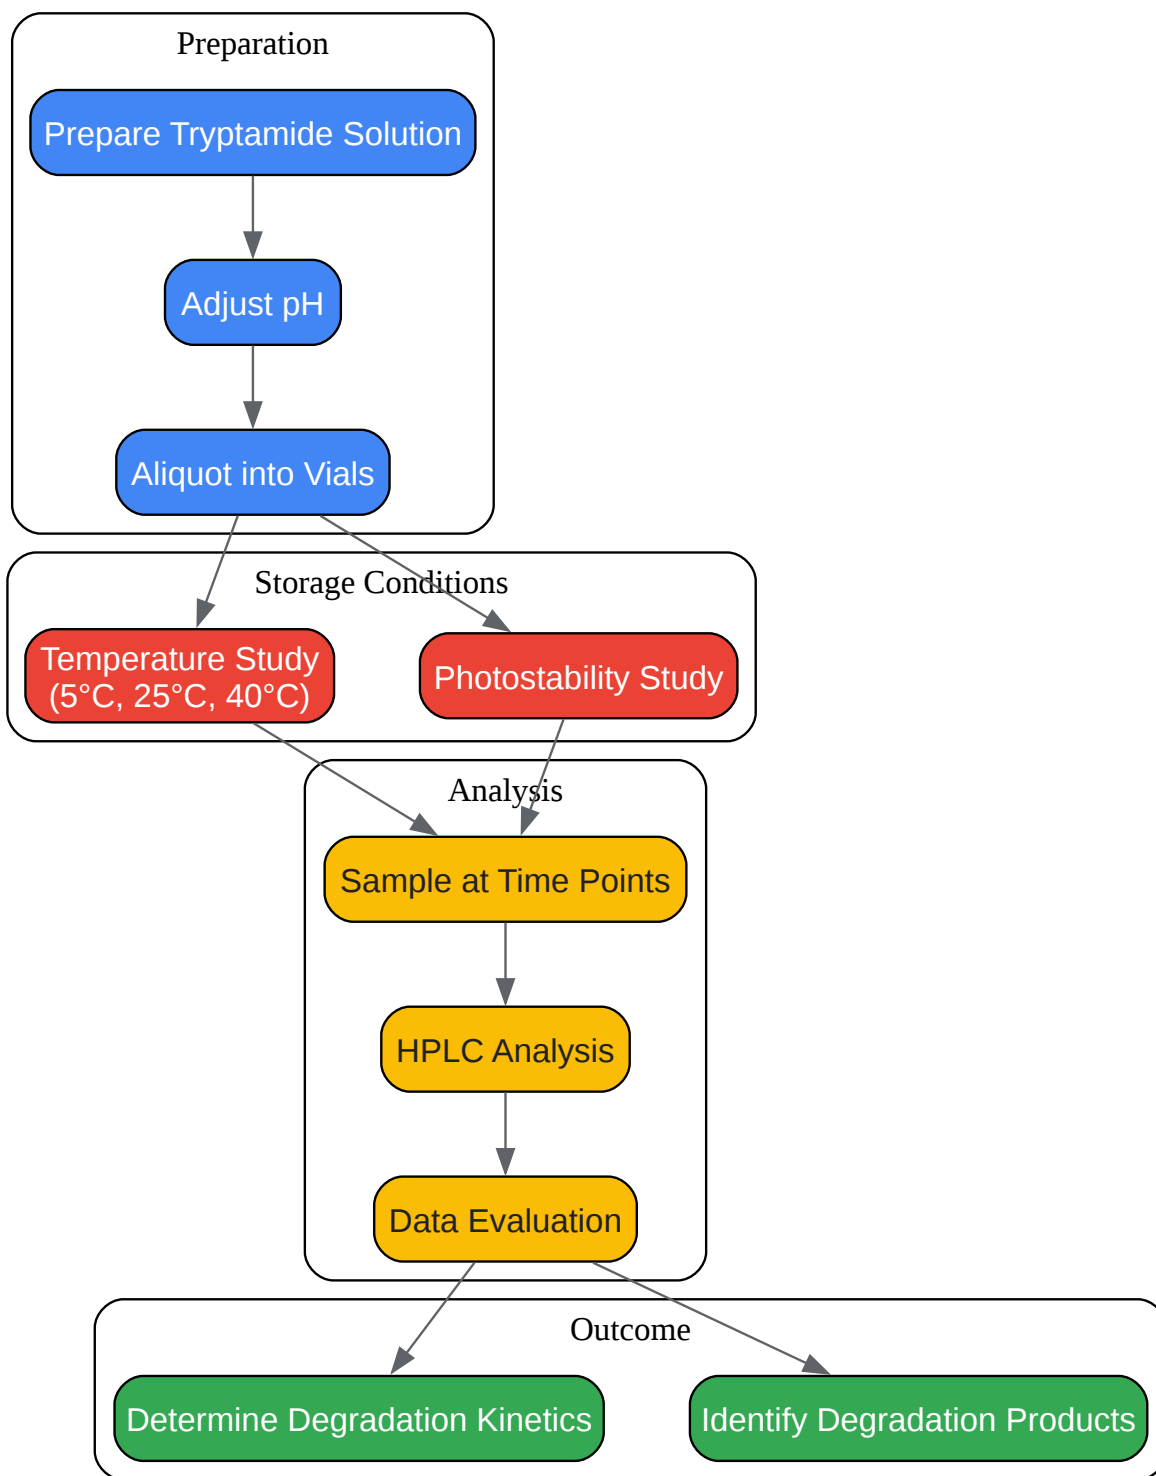 Preparation
Prepare Tryptamide Solution
Adjust pH
Aliquot into Vials
Storage Conditions
Temperature Study
(5°C, 25°C, 40°C)
Photostability Study
Analysis
Sample at Time Points
HPLC Analysis
Data Evaluation
Outcome
Determine Degradation Kinetics
Identify Degradation Products